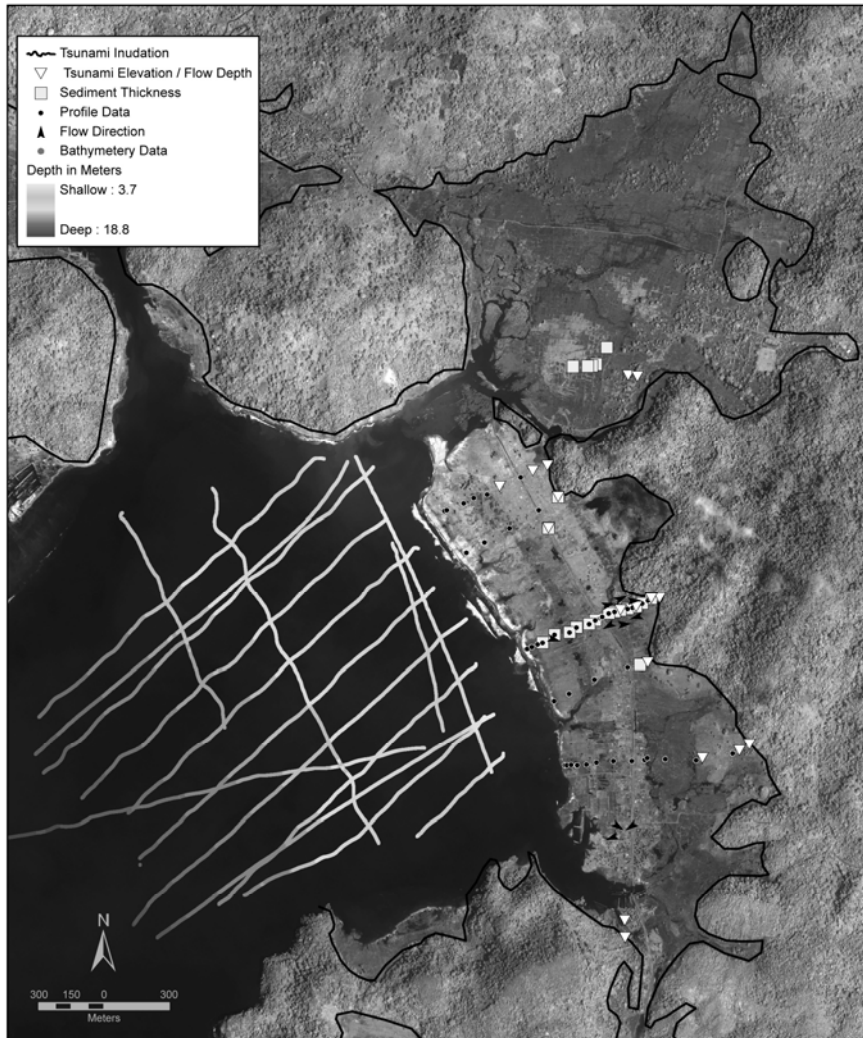 Tsunami Inudation
Tsunami Elevation / Flow Depth
Sediment Thickness
Profile Data
Flow Direction
Bathymetery Data
Depth in Meters
Shallow : 3.7
Deep : 18.8
N
300 150 0 300
Meters